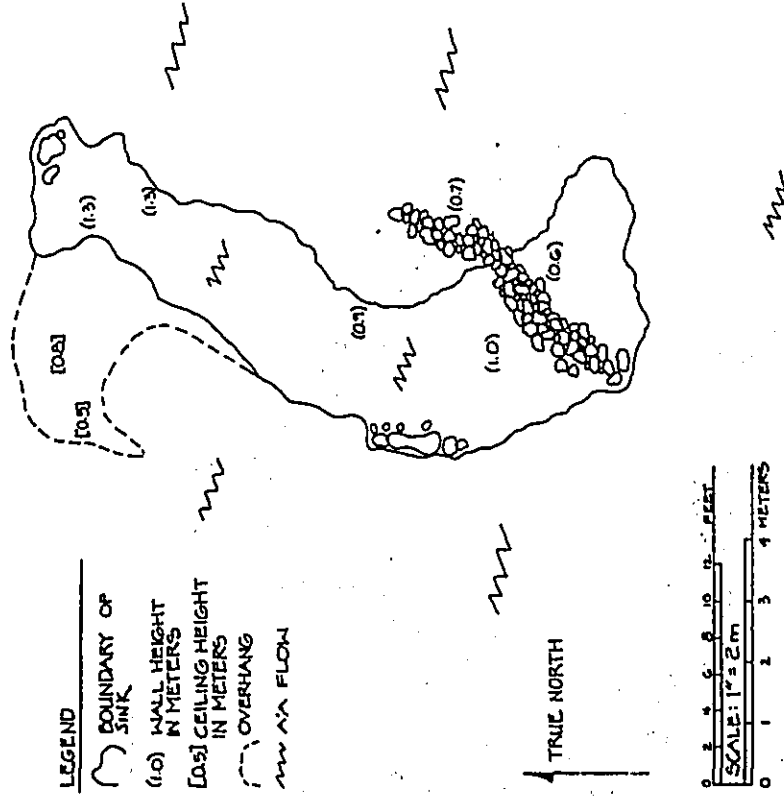 LEGEND
BOUNDARY OF
SINK
(1.0) WALL HEIGHT
IN METERS
[0.5] CEILING HEIGHT
IN METERS
OVERHANG
A'A FLOW
[0.8]
[0.5]
(1.3)
(1.3)
(0.9)
(1.0)
(0.7)
(0.6)
TRUE NORTH
0 2 4 6 8 10 12 FEET
SCALE: 1" = 2m
0 1 2 3 4 METERS